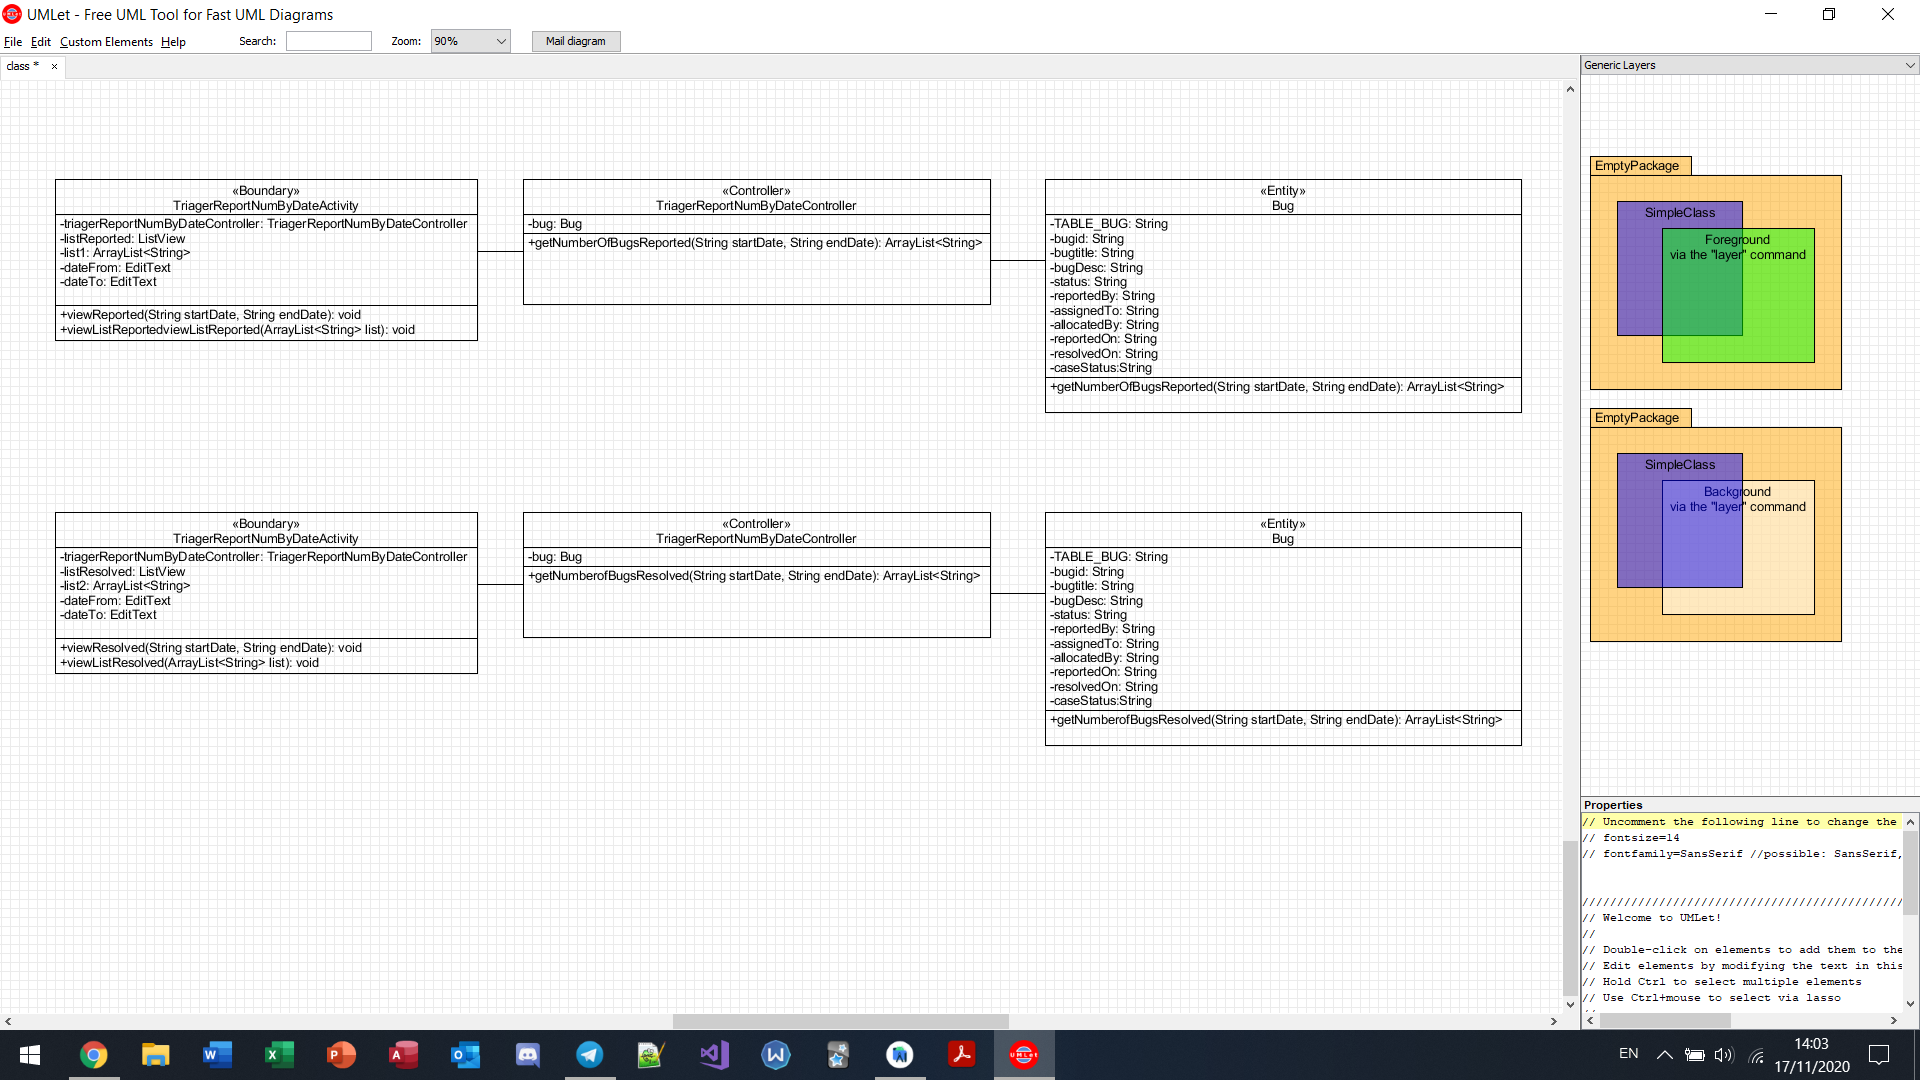 UMLet - Free UML Tool for Fast UML Diagrams
File Edit Custom Elements Help Search: Zoom: 90% Mail diagram
class *
Generic Layers
«Boundary»
TriagerReportNumByDateActivity
-triagerReportNumByDateController: TriagerReportNumByDateController
-listReported: ListView
-list1: ArrayList<String>
-dateFrom: EditText
-dateTo: EditText
+viewReported(String startDate, String endDate): void
+viewListReportedviewListReported(ArrayList<String> list): void
«Controller»
TriagerReportNumByDateController
-bug: Bug
+getNumberOfBugsReported(String startDate, String endDate): ArrayList<String>
«Entity»
Bug
-TABLE_BUG: String
-bugid: String
-bugtitle: String
-bugDesc: String
-status: String
-reportedBy: String
-assignedTo: String
-allocatedBy: String
-reportedOn: String
-resolvedOn: String
-caseStatus:String
+getNumberOfBugsReported(String startDate, String endDate): ArrayList<String>
«Boundary»
TriagerReportNumByDateActivity
-triagerReportNumByDateController: TriagerReportNumByDateController
-listResolved: ListView
-list2: ArrayList<String>
-dateFrom: EditText
-dateTo: EditText
+viewResolved(String startDate, String endDate): void
+viewListResolved(ArrayList<String> list): void
«Controller»
TriagerReportNumByDateController
-bug: Bug
+getNumberofBugsResolved(String startDate, String endDate): ArrayList<String>
«Entity»
Bug
-TABLE_BUG: String
-bugid: String
-bugtitle: String
-bugDesc: String
-status: String
-reportedBy: String
-assignedTo: String
-allocatedBy: String
-reportedOn: String
-resolvedOn: String
-caseStatus:String
+getNumberofBugsResolved(String startDate, String endDate): ArrayList<String>
EmptyPackage
SimpleClass
Foreground
via the "layer" command
EmptyPackage
SimpleClass
Background
via the "layer" command
Properties
// Uncomment the following line to change the
// fontsize=14
// fontfamily=SansSerif //possible: SansSerif,
//////////////////////////////////////////////
// Welcome to UMLet!
//
// Double-click on elements to add them to the
// Edit elements by modifying the text in this
// Hold Ctrl to select multiple elements
// Use Ctrl+mouse to select via lasso
EN
14:03
17/11/2020